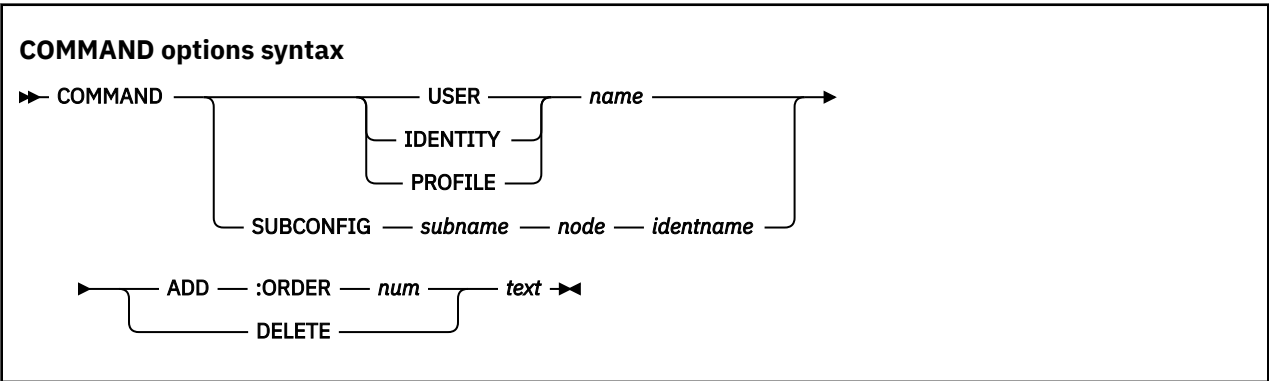 COMMAND options syntax
COMMAND USER name
IDENTITY
PROFILE
SUBCONFIG subname node identname
ADD :ORDER num text
DELETE